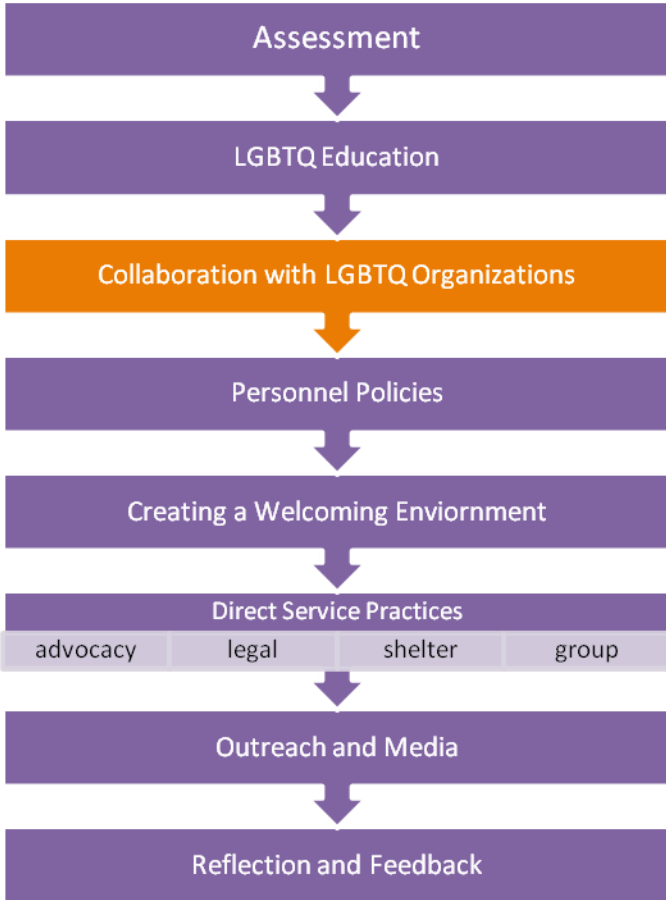 Assessment
LGBTQ Education
Collaboration with LGBTQ Organizations
Personnel Policies
Creating a Welcoming Enviornment
Direct Service Practices
advocacy legal shelter group
Outreach and Media
Reflection and Feedback